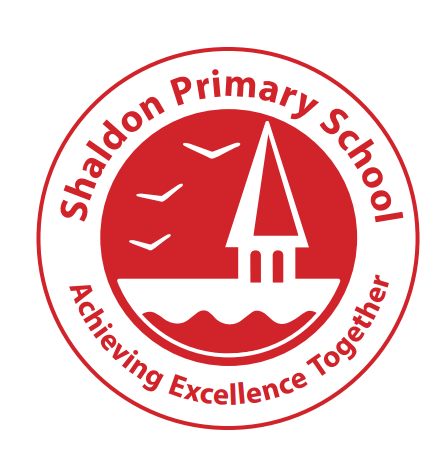 Shaldon Primary School
Achieving Excellence Together